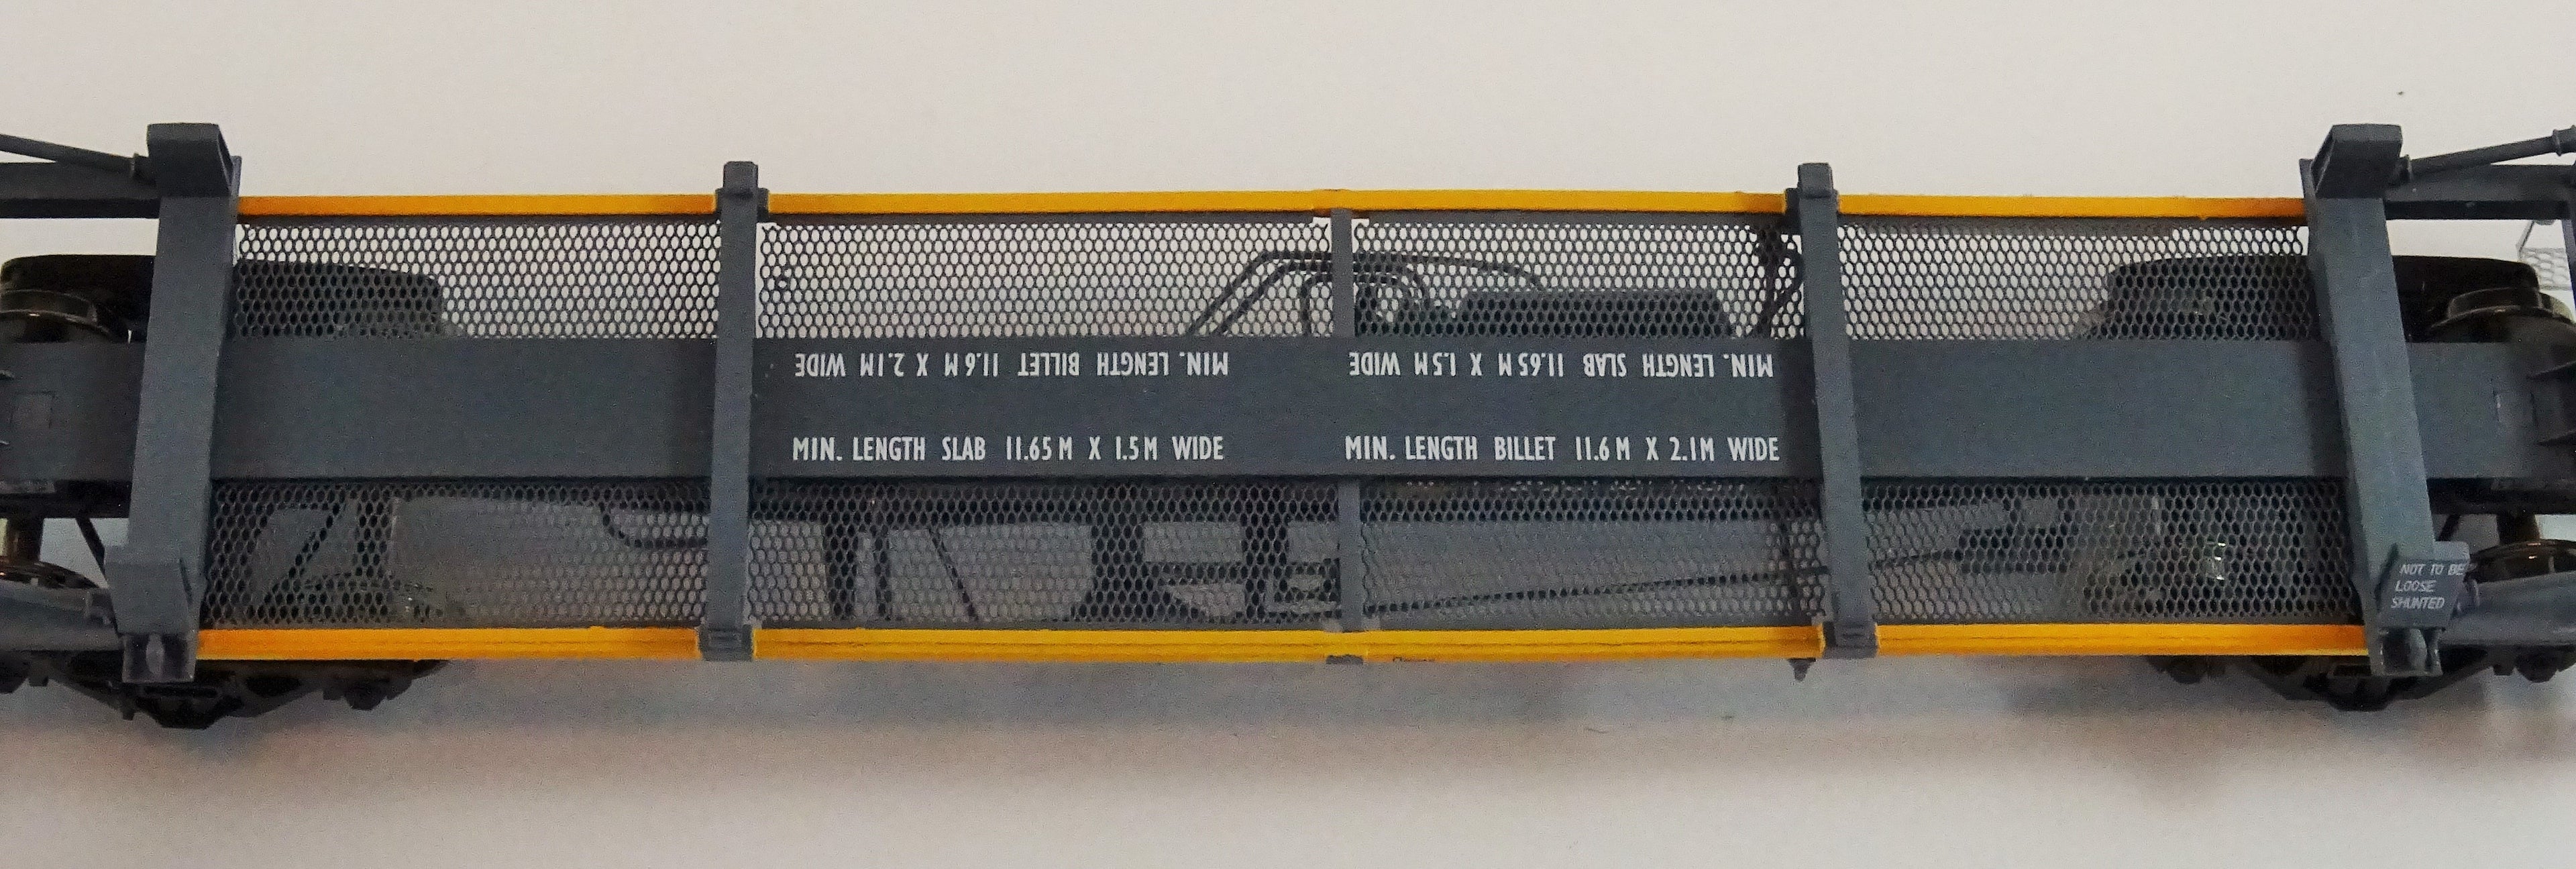 MIN. LENGTH BILLET 11.6 M X 2.1M WIDE
MIN. LENGTH SLAB 11.65 M X 1.5 M WIDE
MIN. LENGTH SLAB 11.65 M X 1.5 M WIDE
MIN. LENGTH BILLET 11.6 M X 2.1M WIDE
NOT TO BE
LOOSE
SHUNTED